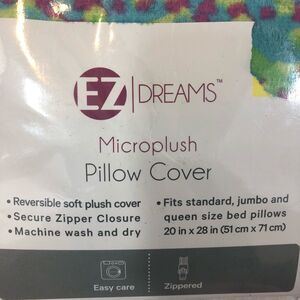 EZ|DREAMS™
Microplush
Pillow Cover
• Reversible soft plush cover
• Secure Zipper Closure
• Machine wash and dry
• Fits standard, jumbo and
queen size bed pillows
20 in x 28 in (51 cm x 71 cm)
Easy care
Zippered